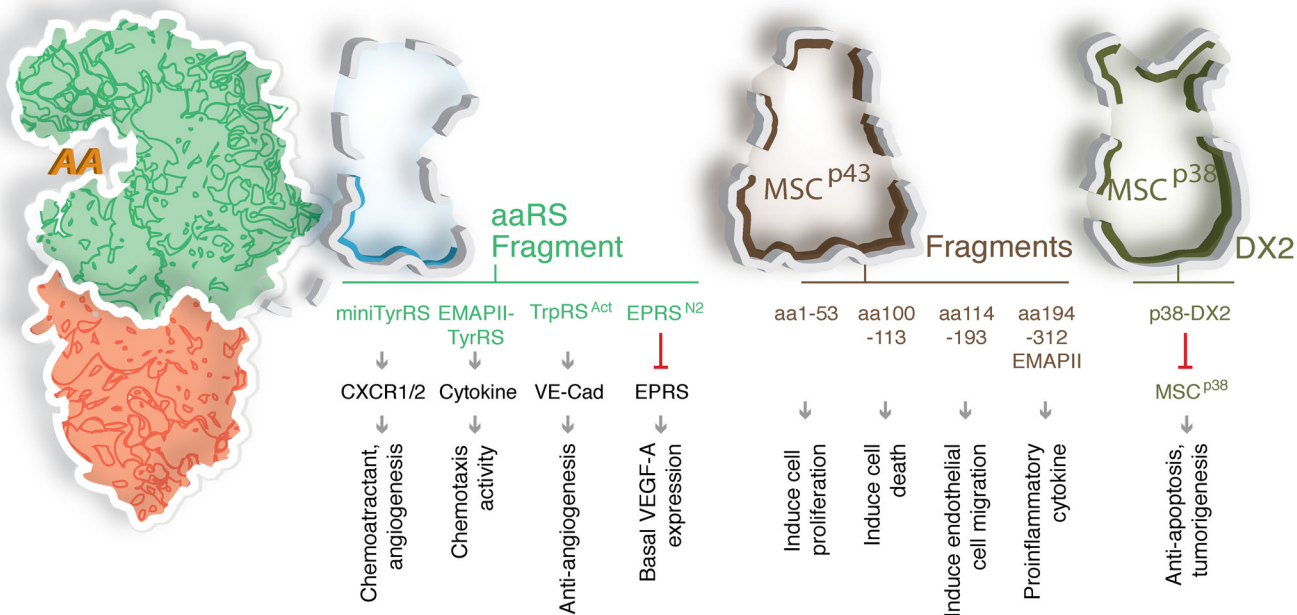 AA
aaRS
Fragment
miniTyrRS
EMAPII-
TyrRS
TrpRS Act
EPRS N2
CXCR1/2
Cytokine
VE-Cad
EPRS
Chemoatractant,
angiogenesis
Chemotaxis
activity
Anti-angiogenesis
Basal VEGF-A
expression
MSC p43
Fragments
aa1-53
aa100
-113
aa114
-193
aa194
-312
EMAPII
Induce cell
proliferation
Induce cell
death
Induce endothelial
cell migration
Proinflammatory
cytokine
MSC p38
DX2
p38-DX2
MSC p38
Anti-apoptosis,
tumorigenesis